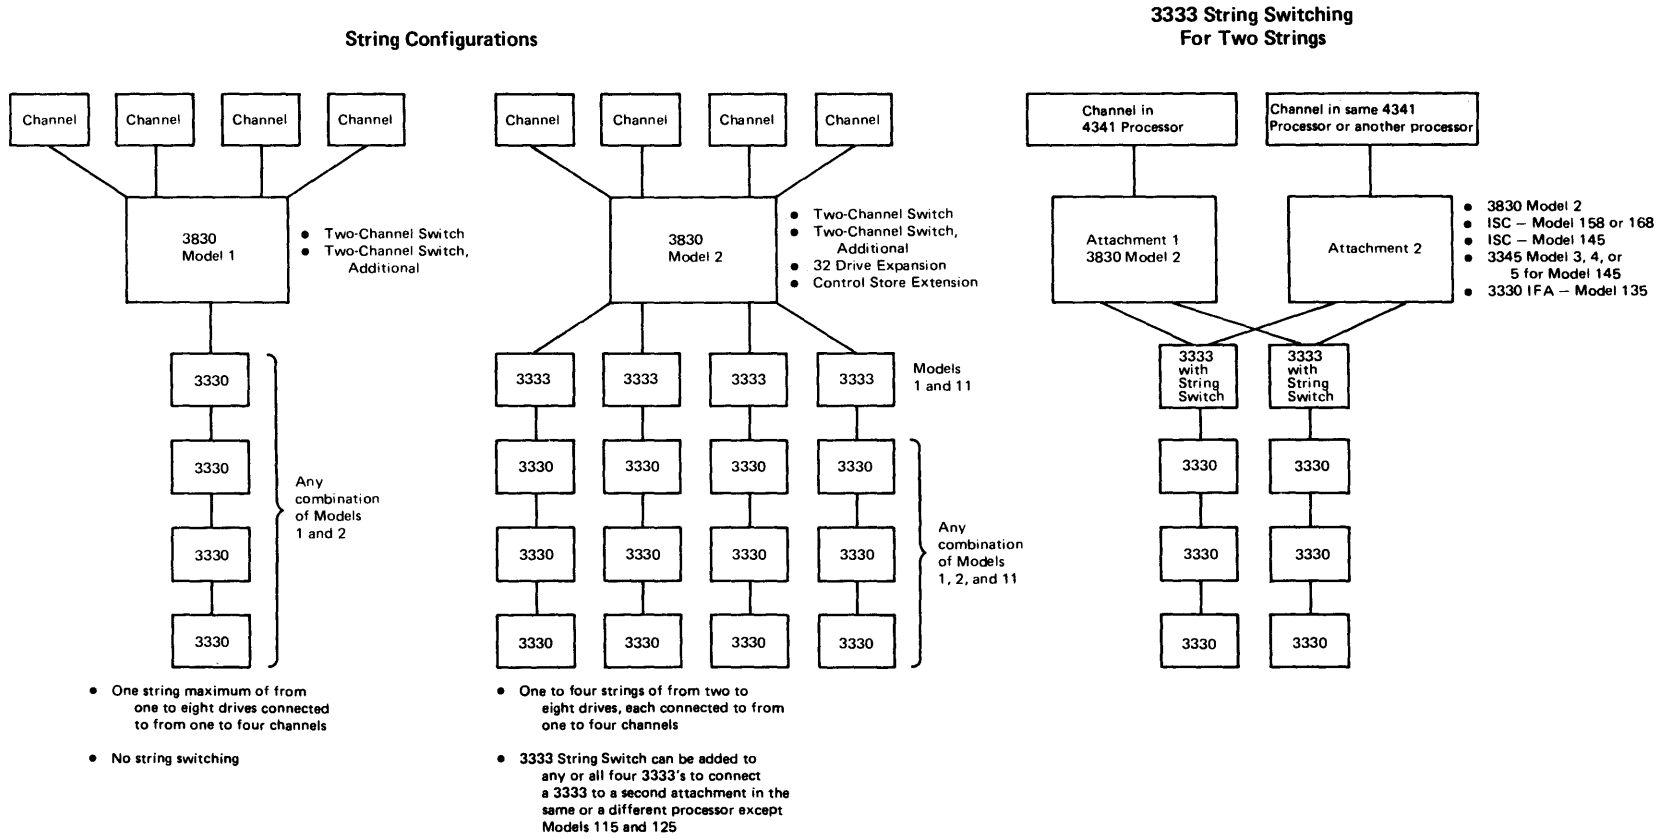 String Configurations
Channel
Channel
Channel
Channel
3830
Model 1
● Two-Channel Switch
● Two-Channel Switch,
Additional
3330
3330
3330
3330
Any
combination
of Models
1 and 2
● One string maximum of from
one to eight drives connected
to from one to four channels
● No string switching
Channel
Channel
Channel
Channel
3830
Model 2
● Two-Channel Switch
● Two-Channel Switch,
Additional
● 32 Drive Expansion
● Control Store Extension
3333
3333
3333
3333
Models
1 and 11
3330
3330
3330
3330
3330
3330
3330
3330
3330
3330
3330
3330
Any
combination
of Models
1, 2, and 11
● One to four strings of from two to
eight drives, each connected to from
one to four channels
● 3333 String Switch can be added to
any or all four 3333's to connect
a 3333 to a second attachment in the
same or a different processor except
Models 115 and 125
3333 String Switching
For Two Strings
Channel in
4341 Processor
Channel in same 4341
Processor or another processor
Attachment 1
3830 Model 2
Attachment 2
● 3830 Model 2
● ISC – Model 158 or 168
● ISC – Model 145
● 3345 Model 3, 4, or
5 for Model 145
● 3330 IFA – Model 135
3333
with
String
Switch
3333
with
String
Switch
3330
3330
3330
3330
3330
3330